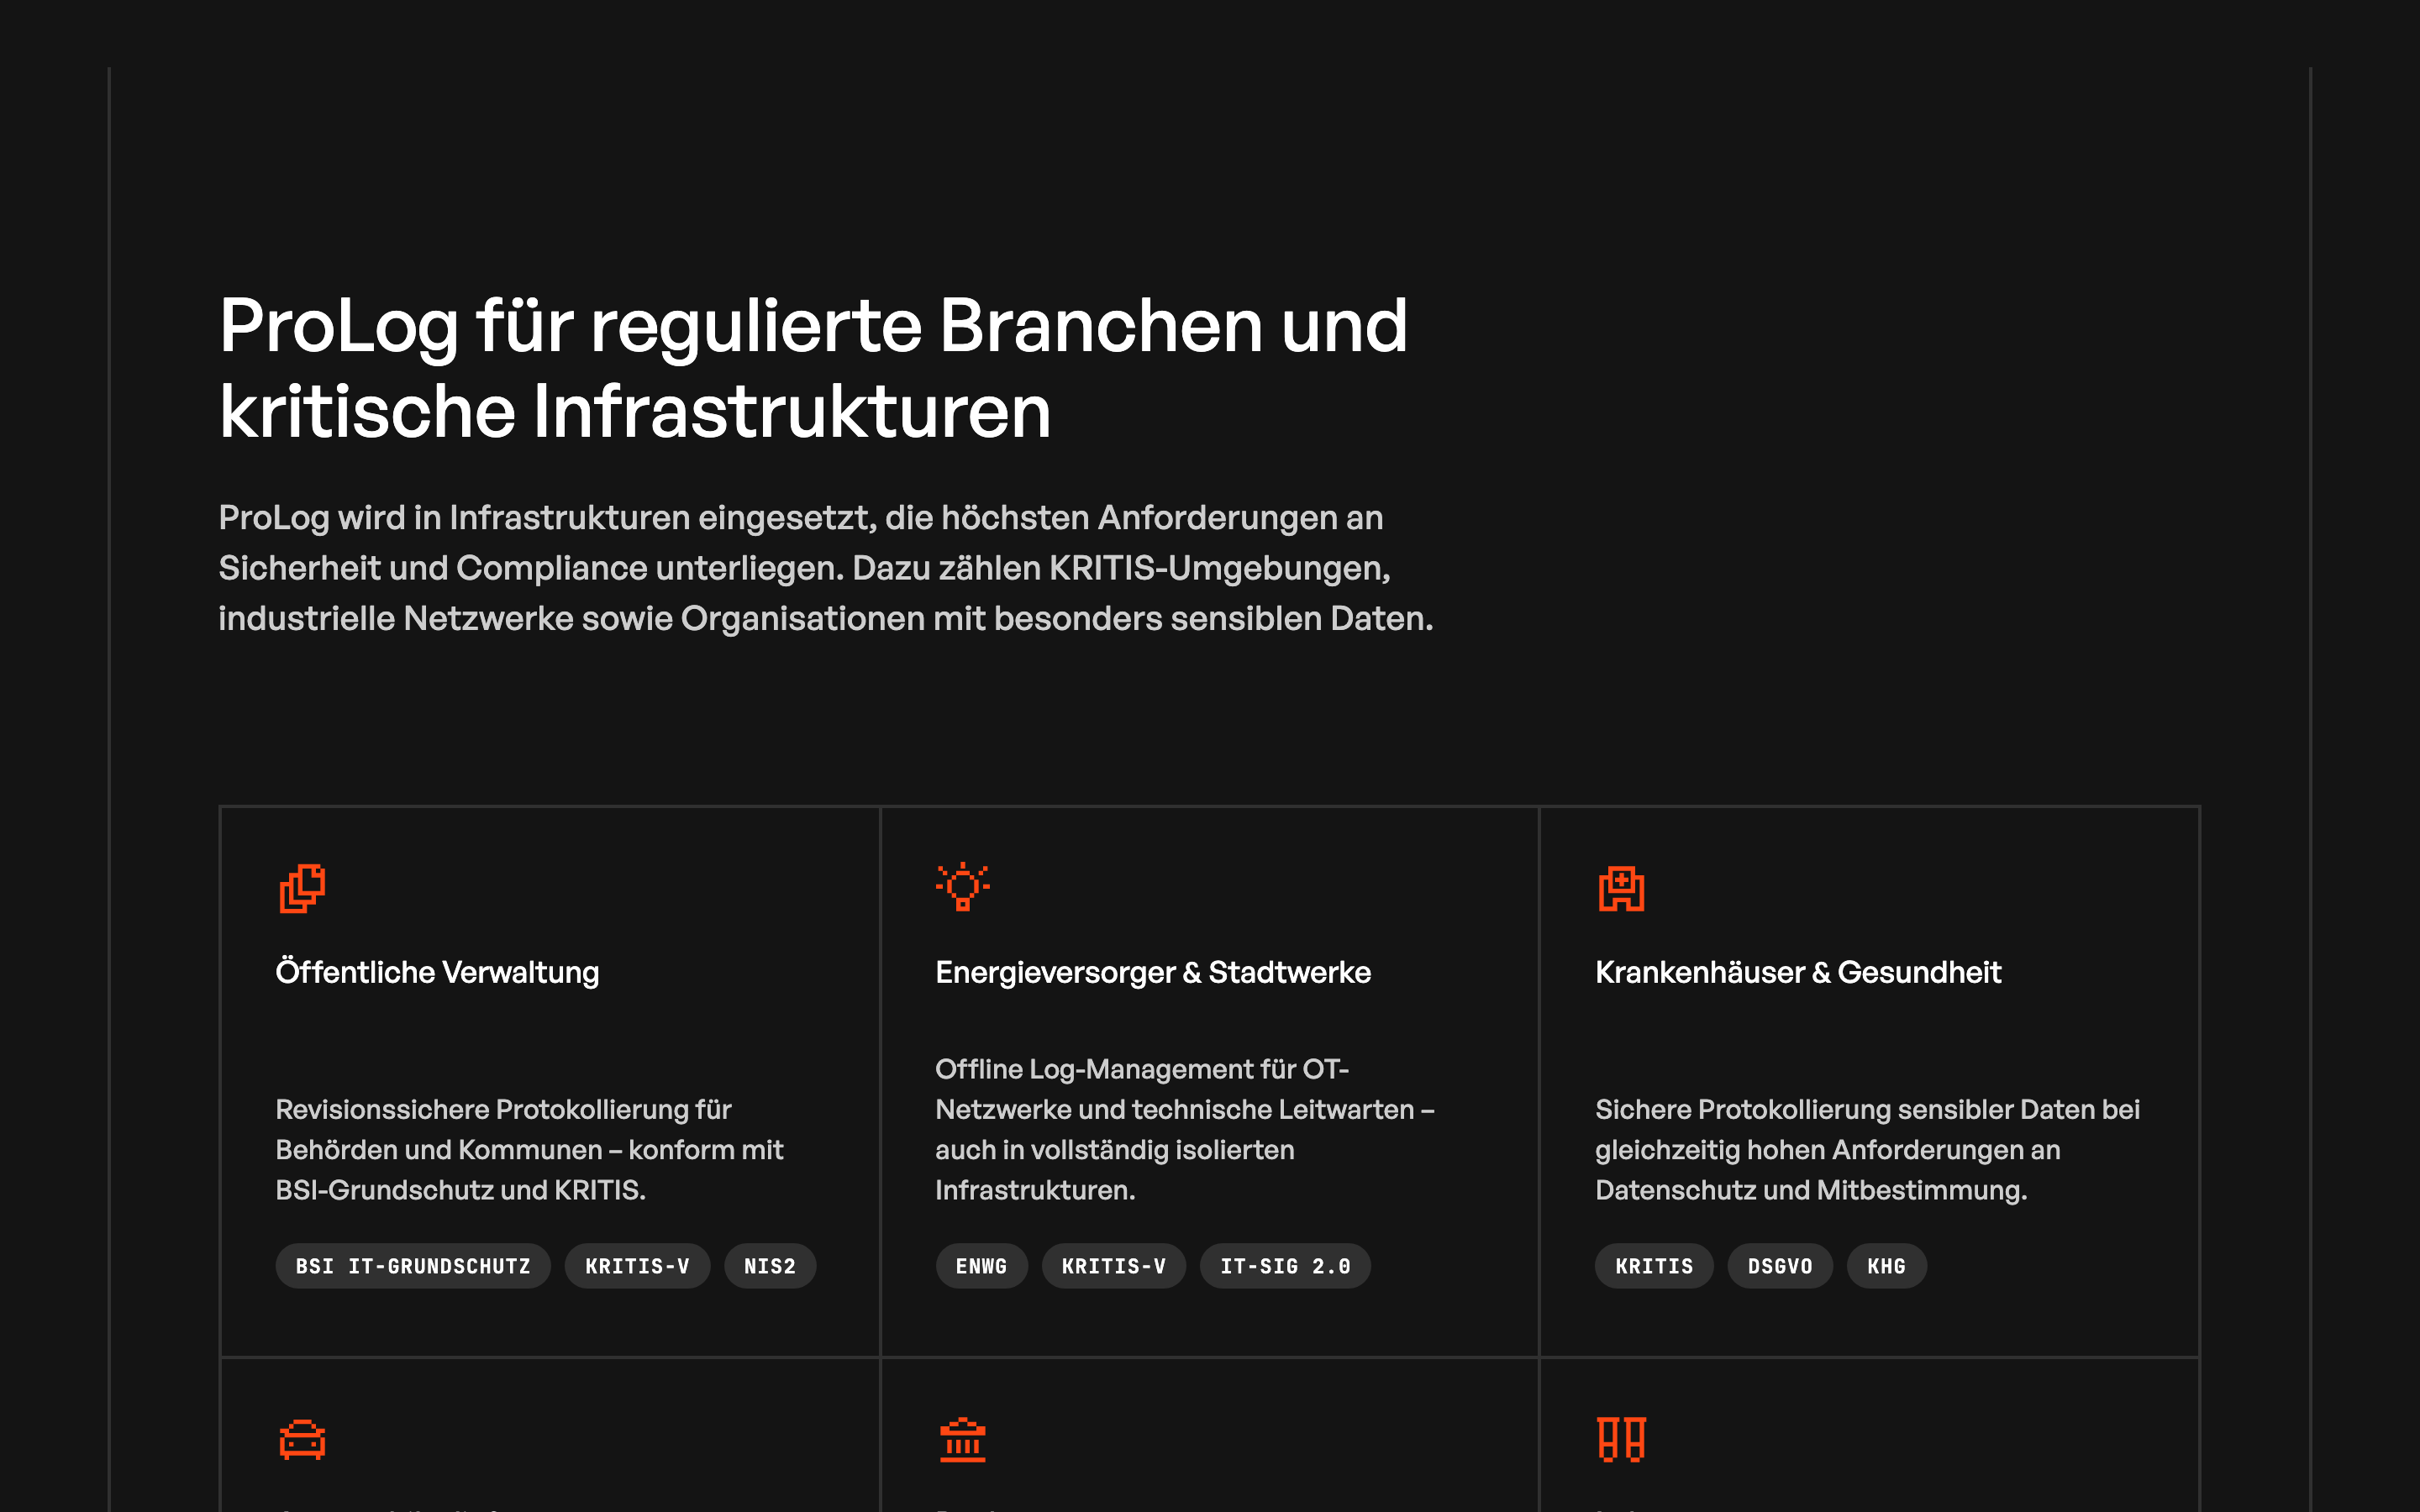 ProLog für regulierte Branchen und
kritische Infrastrukturen
ProLog wird in Infrastrukturen eingesetzt, die höchsten Anforderungen an
Sicherheit und Compliance unterliegen. Dazu zählen KRITIS-Umgebungen,
industrielle Netzwerke sowie Organisationen mit besonders sensiblen Daten.
Öffentliche Verwaltung
Revisionssichere Protokollierung für
Behörden und Kommunen – konform mit
BSI-Grundschutz und KRITIS.
BSI IT-GRUNDSCHUTZ KRITIS-V NIS2
Energieversorger & Stadtwerke
Offline Log-Management für OT-
Netzwerke und technische Leitwarten –
auch in vollständig isolierten
Infrastrukturen.
ENWG KRITIS-V IT-SIG 2.0
Krankenhäuser & Gesundheit
Sichere Protokollierung sensibler Daten bei
gleichzeitig hohen Anforderungen an
Datenschutz und Mitbestimmung.
KRITIS DSGVO KHG